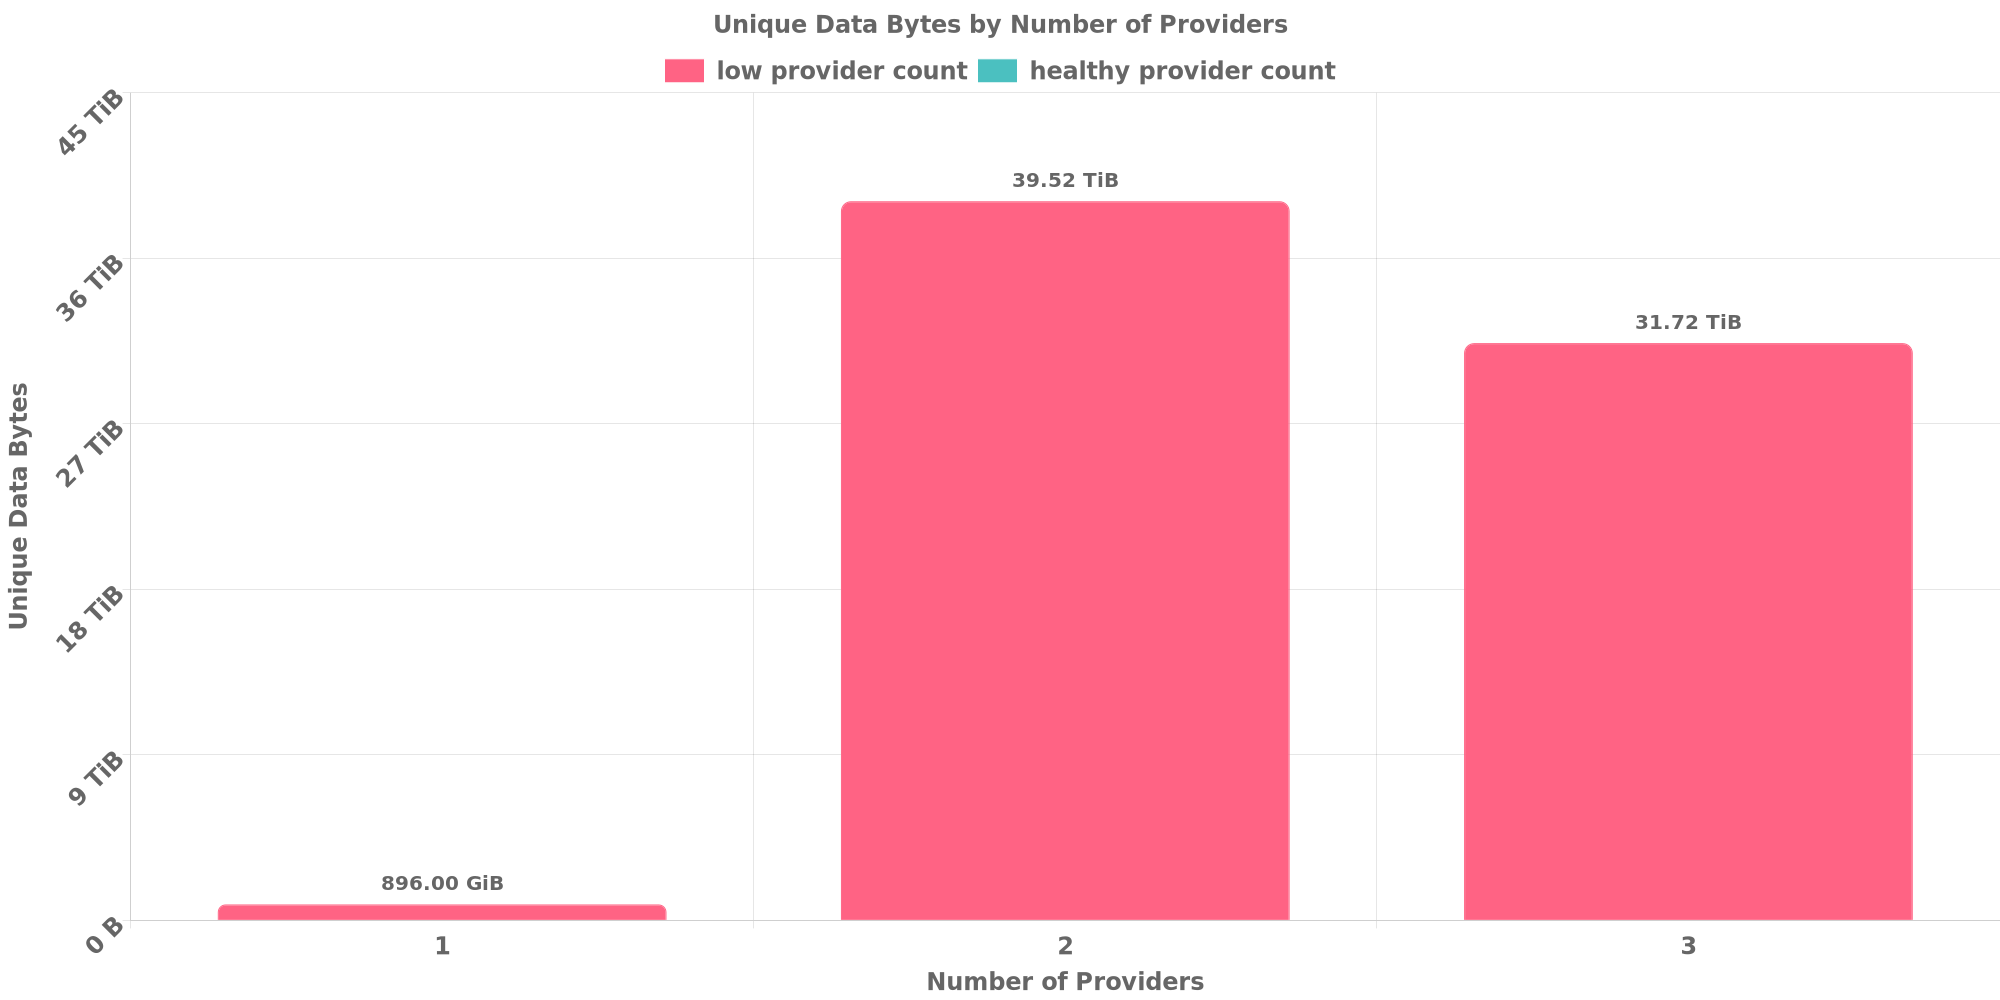 Unique Data Bytes by Number of Providers
low provider count healthy provider count
45 TiB
36 TiB
27 TiB
18 TiB
9 TiB
0 B
Unique Data Bytes
896.00 GiB
39.52 TiB
31.72 TiB
1 2 3
Number of Providers